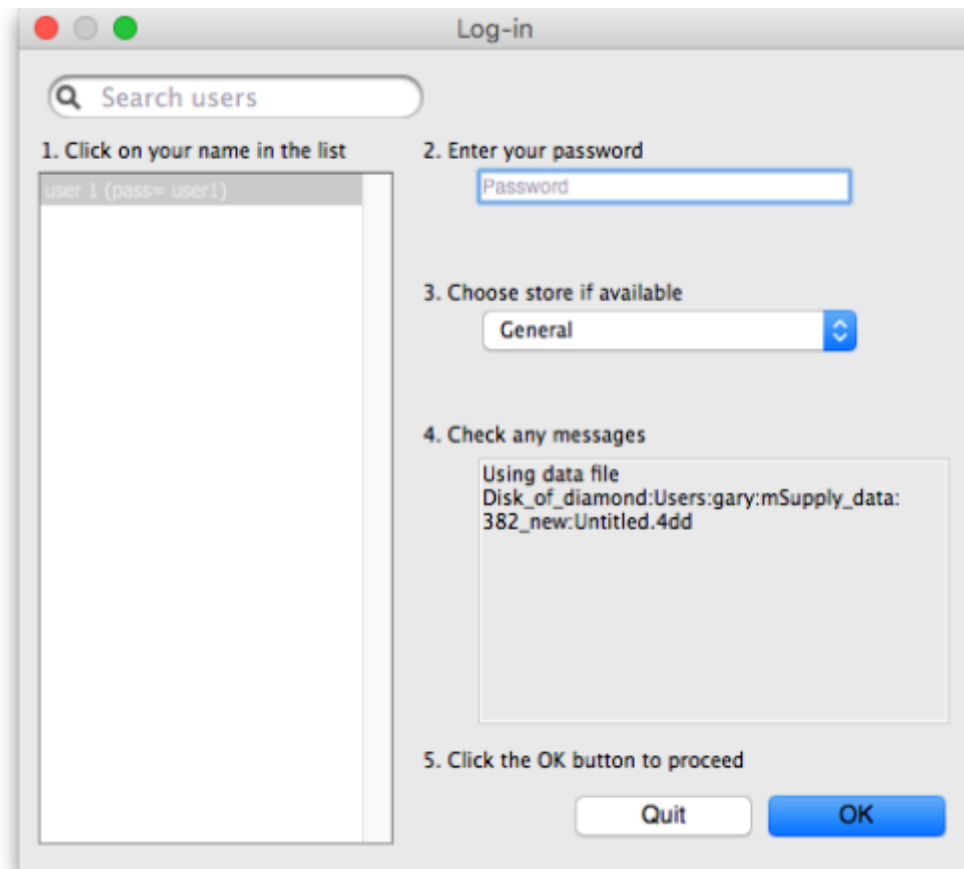 Log-in
Search users
1. Click on your name in the list
user 1 (pass= user1)
2. Enter your password
Password
3. Choose store if available
General
4. Check any messages
Using data file
Disk_of_diamond:Users:gary:mSupply_data:
382_new:Untitled.4dd
5. Click the OK button to proceed
Quit
OK